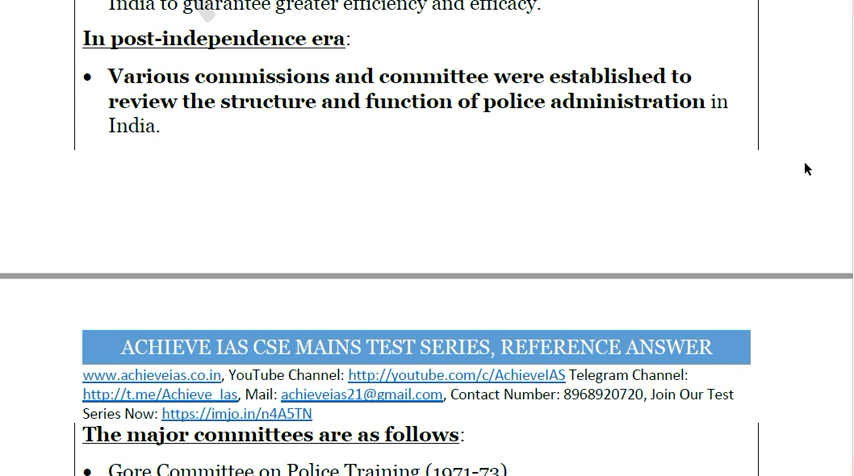 India to guarantee greater efficiency and efficacy.
In post-independence era:
• Various commissions and committee were established to
review the structure and function of police administration in
India.
ACHIEVE IAS CSE MAINS TEST SERIES, REFERENCE ANSWER
www.achieveias.co.in, YouTube Channel: http://youtube.com/c/AchieveIAS Telegram Channel:
http://t.me/Achieve_Ias, Mail: achieveias21@gmail.com, Contact Number: 8968920720, Join Our Test
Series Now: https://imjo.in/n4A5TN
The major committees are as follows:
• Gore Committee on Police Training (1971-73)